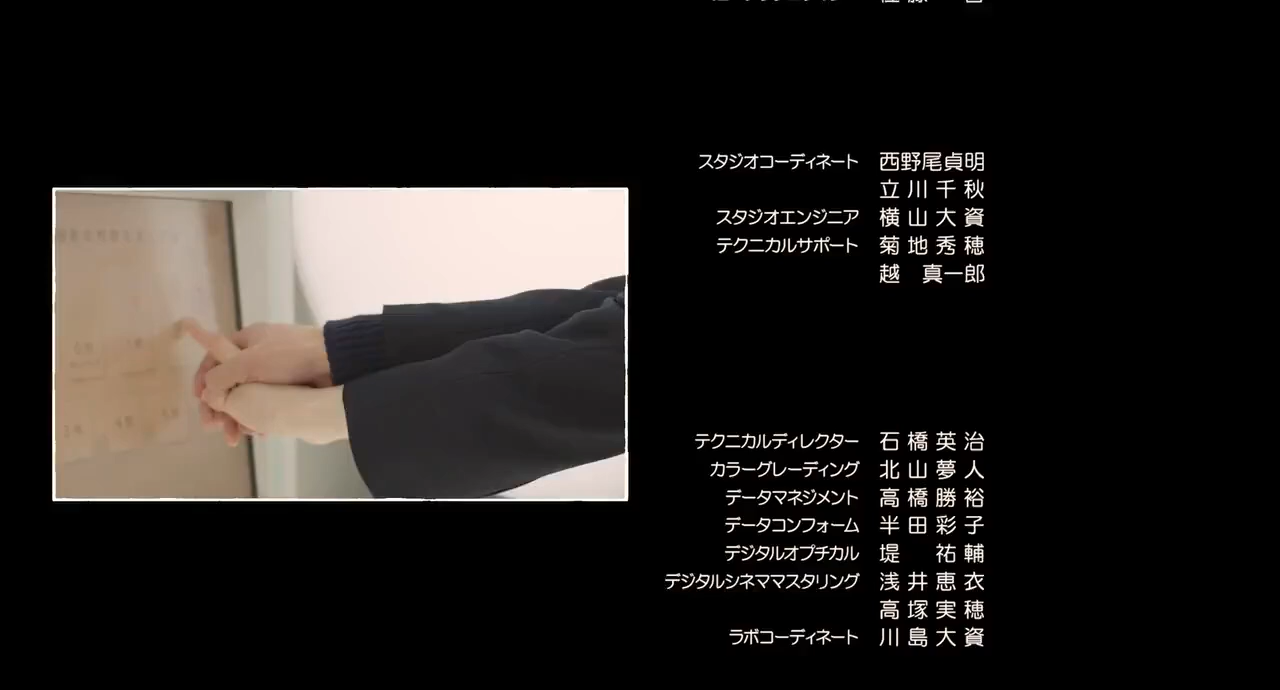 スタジオコーディネート 西野尾貞明
立川千秋
スタジオエンジニア 横山大資
テクニカルサポート 菊地秀穂
越 真一郎
テクニカルディレクター 石橋英治
カラーグレーディング 北山夢人
データマネジメント 高橋勝裕
データコンフォーム 半田彩子
デジタルオプチカル 堤 祐輔
デジタルシネママスタリング 浅井恵衣
高塚実穂
ラボコーディネート 川島大資